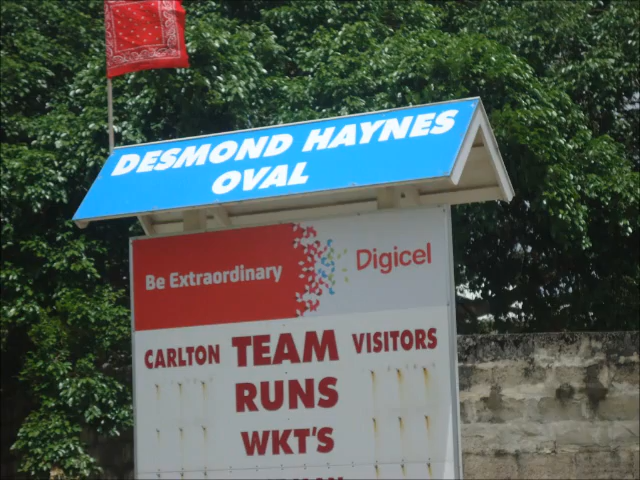 DESMOND HAYNES
OVAL
Be Extraordinary Digicel
CARLTON TEAM VISITORS
RUNS
WKT'S